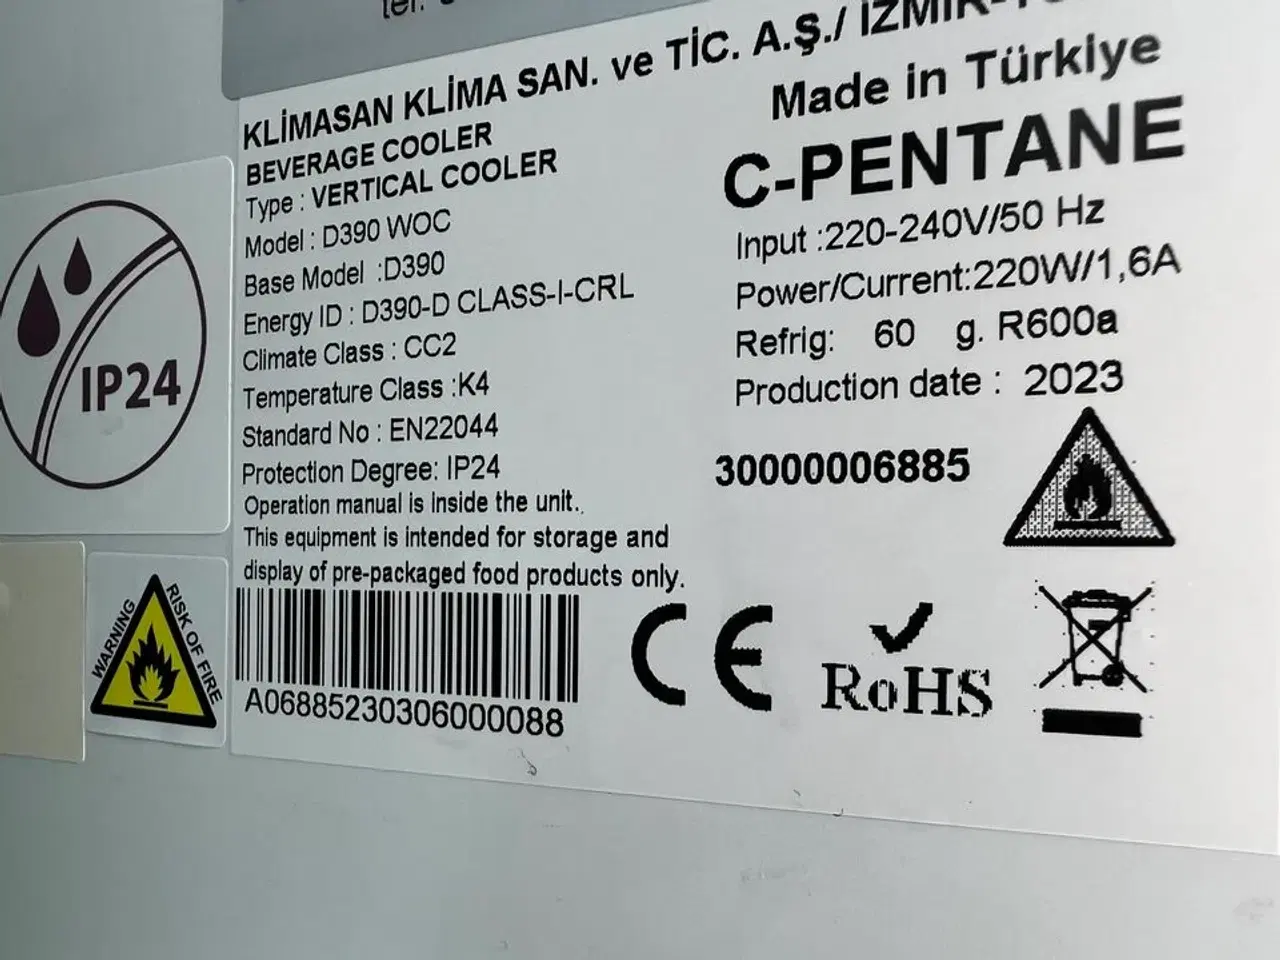 tel.
KLİMASAN KLİMA SAN. ve TİC. A.Ş./ İZMİR-
BEVERAGE COOLER
Type : VERTICAL COOLER
Model : D390 WOC
Base Model :D390
Energy ID : D390-D CLASS-I-CRL
Climate Class : CC2
Temperature Class :K4
Standard No : EN22044
Protection Degree: IP24
Operation manual is inside the unit.
This equipment is intended for storage and
display of pre-packaged food products only.
A06885230306000088
Made in Türkiye
C-PENTANE
Input :220-240V/50 Hz
Power/Current:220W/1,6A
Refrig: 60 g. R600a
Production date : 2023
30000006885
CE
RoHS
IP24
WARNING
RISK OF FIRE